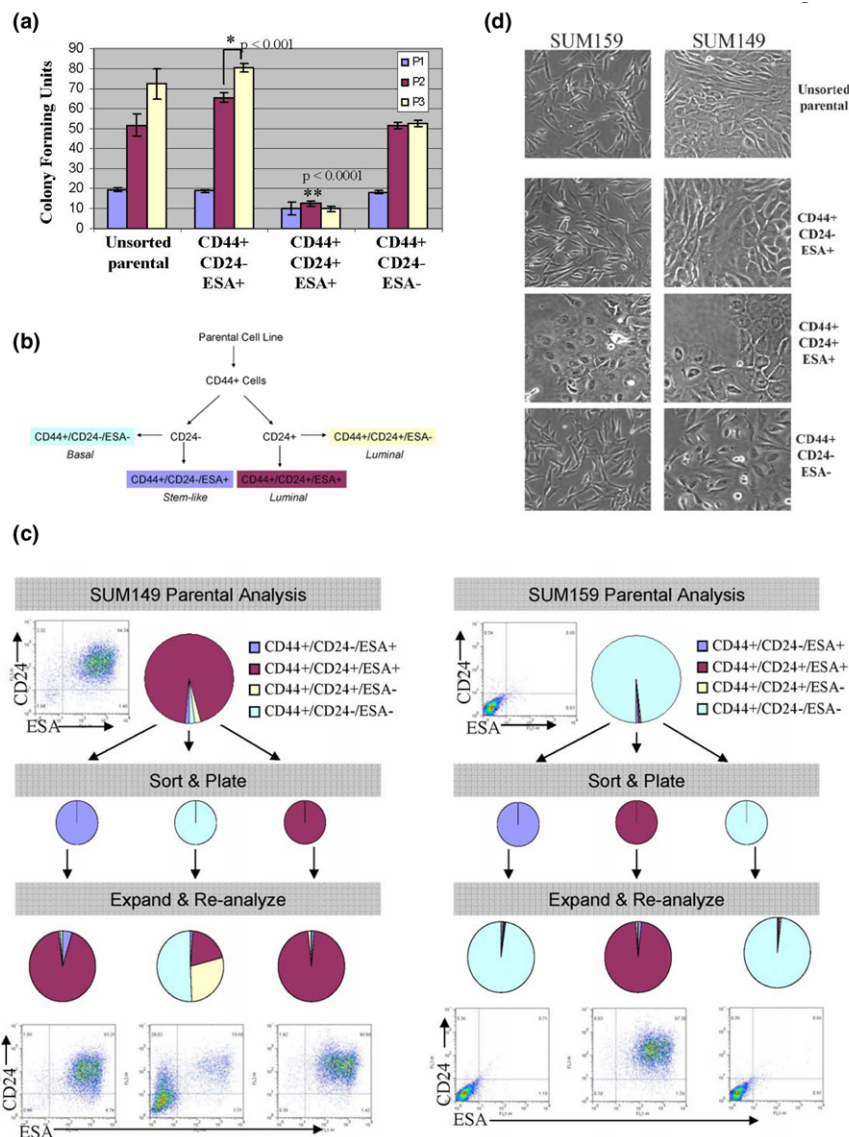 (a)
* p < 0.001
90
80
70
60
50
40
30
20
10
0
Colony Forming Units
P1
P2
P3
p < 0.0001
**
Unsorted parental
CD44+ CD24- ESA+
CD44+ CD24+ ESA+
CD44+ CD24- ESA-
(b)
Parental Cell Line
CD44+ Cells
CD44+/CD24-/ESA-
CD24-
CD24+
CD44+/CD24+/ESA-
Basal
Luminal
CD44+/CD24-/ESA+
CD44+/CD24+/ESA+
Stem-like
Luminal
(d)
SUM159
SUM149
Unsorted parental
CD44+
CD24-
ESA+
CD44+
CD24+
ESA+
CD44+
CD24-
ESA-
(c)
SUM149 Parental Analysis
CD24
ESA
CD44+/CD24-/ESA+
CD44+/CD24+/ESA+
CD44+/CD24+/ESA-
CD44+/CD24-/ESA-
Sort & Plate
Expand & Re-analyze
CD24
ESA
SUM159 Parental Analysis
CD24
ESA
CD44+/CD24-/ESA+
CD44+/CD24+/ESA+
CD44+/CD24+/ESA-
CD44+/CD24-/ESA-
Sort & Plate
Expand & Re-analyze
CD24
ESA